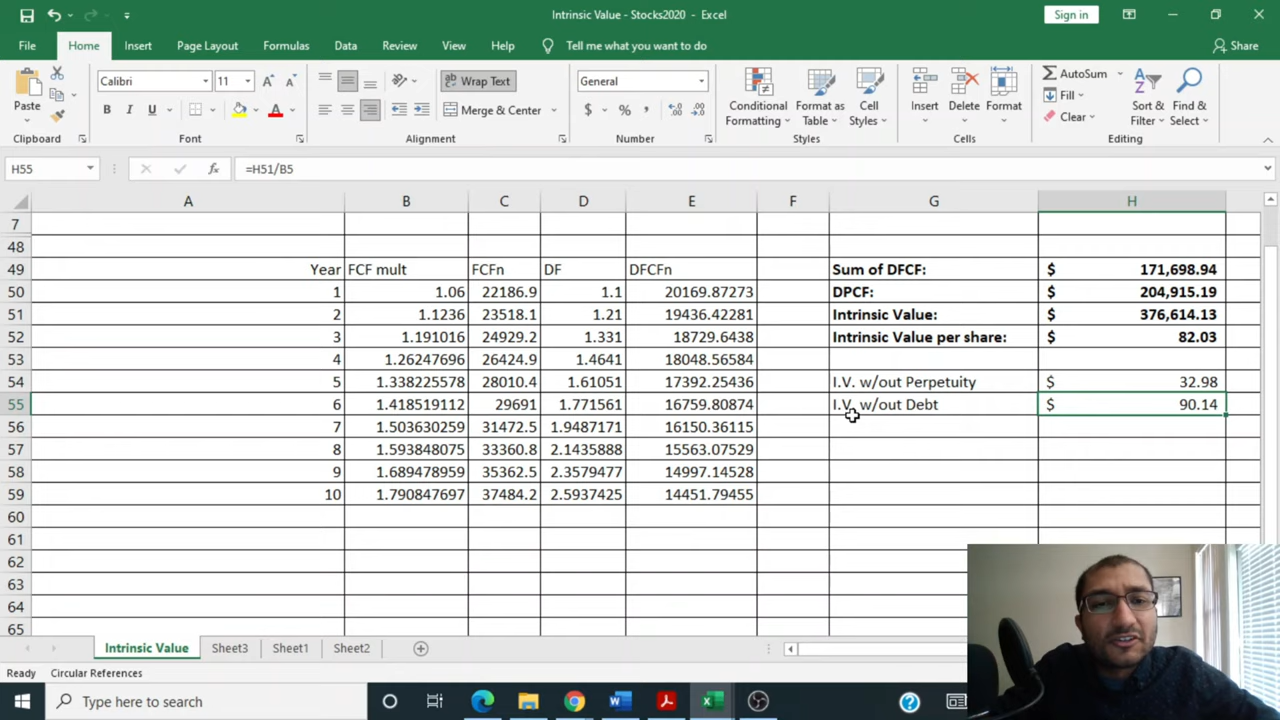 Intrinsic Value - Stocks2020 - Excel
Sign in
File Home Insert Page Layout Formulas Data Review View Help Tell me what you want to do Share
Paste
Calibri 11
B I U
Wrap Text
Merge & Center
General
$ % ,
Conditional Formatting
Format as Table
Cell Styles
Insert Delete Format
AutoSum
Fill
Clear
Sort & Filter
Find & Select
Clipboard Font Alignment Number Styles Cells Editing
H55 fx =H51/B5
A B C D E F G H
7
48
49 Year FCF mult FCFn DF DFCFn Sum of DFCF: $ 171,698.94
50 1 1.06 22186.9 1.1 20169.87273 DPCF: $ 204,915.19
51 2 1.1236 23518.1 1.21 19436.42281 Intrinsic Value: $ 376,614.13
52 3 1.191016 24929.2 1.331 18729.6438 Intrinsic Value per share: $ 82.03
53 4 1.26247696 26424.9 1.4641 18048.56584
54 5 1.338225578 28010.4 1.61051 17392.25436 I.V. w/out Perpetuity $ 32.98
55 6 1.418519112 29691 1.771561 16759.80874 I.V. w/out Debt $ 90.14
56 7 1.503630259 31472.5 1.9487171 16150.36115
57 8 1.593848075 33360.8 2.1435888 15563.07529
58 9 1.689478959 35362.5 2.3579477 14997.14528
59 10 1.790847697 37484.2 2.5937425 14451.79455
60
61
62
63
64
65
Intrinsic Value Sheet3 Sheet1 Sheet2
Ready Circular References
Type here to search